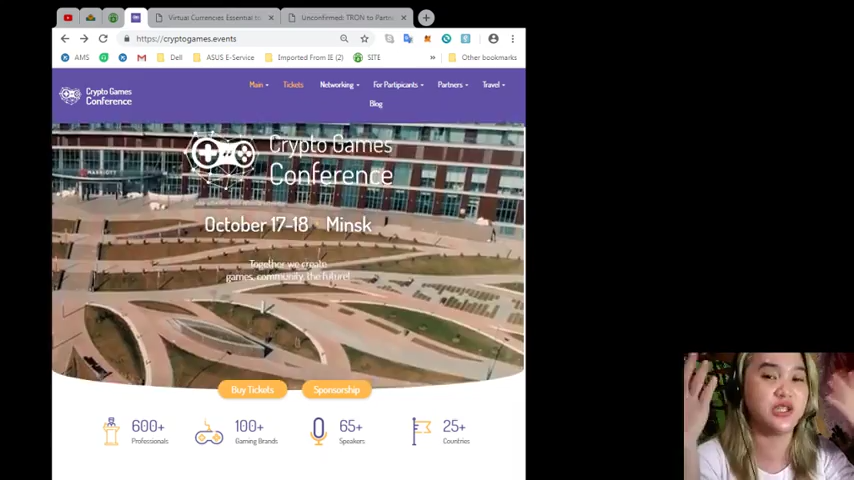 Virtual Currencies Essential to
Unconfirmed: TRON to Partn
https://cryptogames.events
AMS
Dell
ASUS E-Service
Imported From IE (2)
SITE
»
Other bookmarks
Crypto Games
Conference
Main
Tickets
Networking
For Partipicants
Partners
Travel
Blog
MARRIOTT
Crypto Games
Conference
October 17-18 Minsk
Together we create
games, community, the future!
Buy Tickets
Sponsorship
600+
Professionals
100+
Gaming Brands
65+
Speakers
25+
Countries